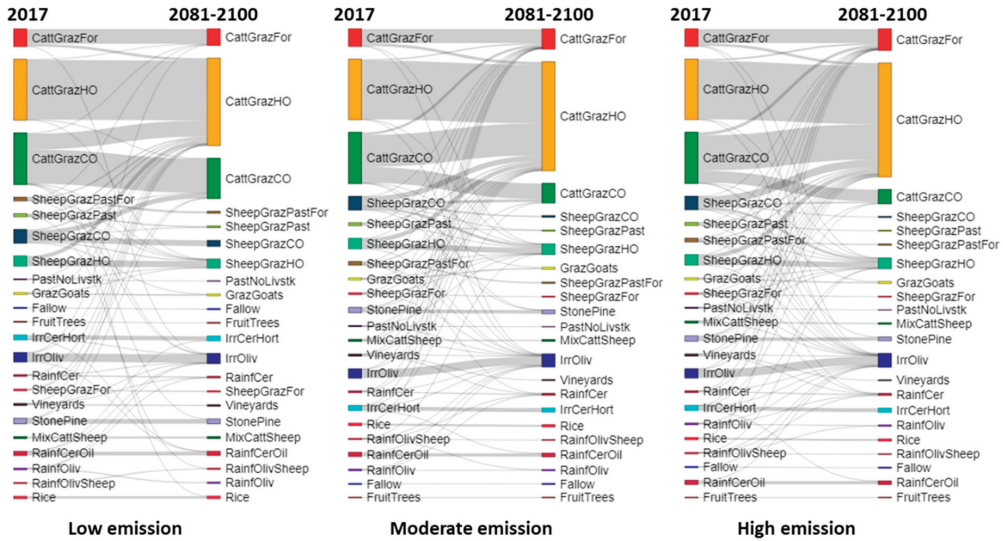 2017 2081-2100
CattGrazFor CattGrazFor
CattGrazHO CattGrazHO
CattGrazCO CattGrazCO
SheepGrazPastFor SheepGrazPastFor
SheepGrazPast SheepGrazPast
SheepGrazCO SheepGrazCO
SheepGrazHO SheepGrazHO
PastNoLivstk PastNoLivstk
GrazGoats GrazGoats
Fallow Fallow
FruitTrees FruitTrees
IrrCerHort IrrCerHort
IrrOliv IrrOliv
RainfCer RainfCer
SheepGrazFor SheepGrazFor
Vineyards Vineyards
StonePine StonePine
MixCattSheep MixCattSheep
RainfCerOil RainfCerOil
RainfOliv RainfOlivSheep
RainfOlivSheep RainfOliv
Rice Rice
Low emission
2017 2081-2100
CattGrazFor CattGrazFor
CattGrazHO CattGrazHO
CattGrazCO CattGrazCO
SheepGrazCO SheepGrazCO
SheepGrazPast SheepGrazPast
SheepGrazHO SheepGrazHO
SheepGrazPastFor GrazGoats
GrazGoats SheepGrazPastFor
SheepGrazFor SheepGrazFor
StonePine StonePine
PastNoLivstk PastNoLivstk
MixCattSheep MixCattSheep
Vineyards IrrOliv
IrrOliv Vineyards
RainfCer RainfCer
IrrCerHort IrrCerHort
Rice Rice
RainfOlivSheep RainfOlivSheep
RainfCerOil RainfCerOil
RainfOliv RainfOliv
Fallow Fallow
FruitTrees FruitTrees
Moderate emission
2017 2081-2100
CattGrazFor CattGrazFor
CattGrazHO CattGrazHO
CattGrazCO CattGrazCO
SheepGrazCO SheepGrazCO
SheepGrazPast SheepGrazPast
SheepGrazPastFor SheepGrazPastFor
SheepGrazHO SheepGrazHO
GrazGoats GrazGoats
SheepGrazFor SheepGrazFor
PastNoLivstk PastNoLivstk
MixCattSheep MixCattSheep
StonePine StonePine
Vineyards IrrOliv
IrrOliv Vineyards
RainfCer RainfCer
IrrCerHort IrrCerHort
RainfOliv RainfOliv
Rice Rice
RainfOlivSheep RainfOlivSheep
Fallow Fallow
RainfCerOil RainfCerOil
FruitTrees FruitTrees
High emission